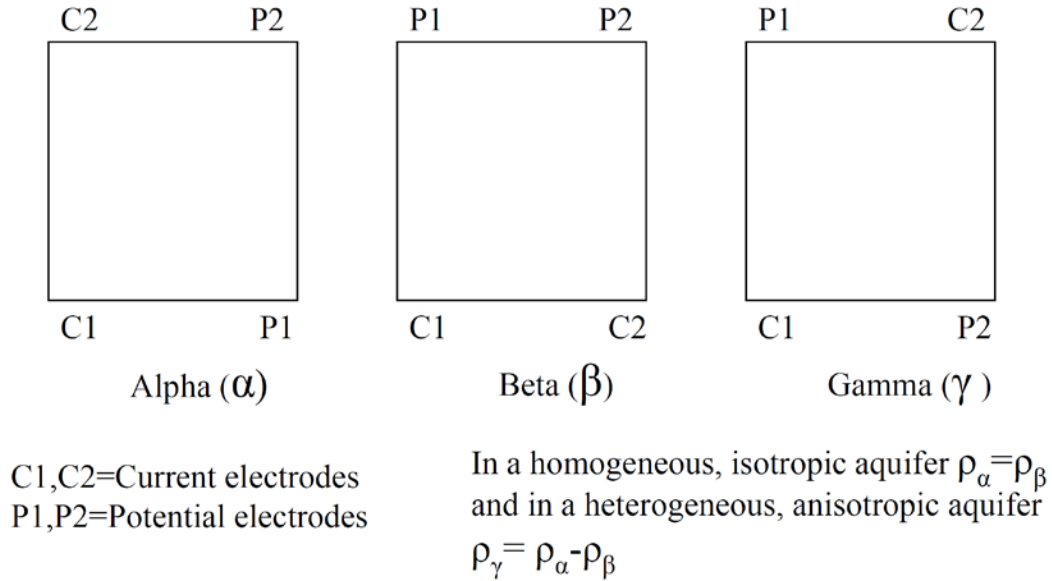 C2 P2 P1 P2 P1 C2
C1 P1 C1 C2 C1 P2
Alpha (α) Beta (β) Gamma (γ )
C1,C2=Current electrodes
P1,P2=Potential electrodes
In a homogeneous, isotropic aquifer ρα=ρβ
and in a heterogeneous, anisotropic aquifer
ργ= ρα-ρβ